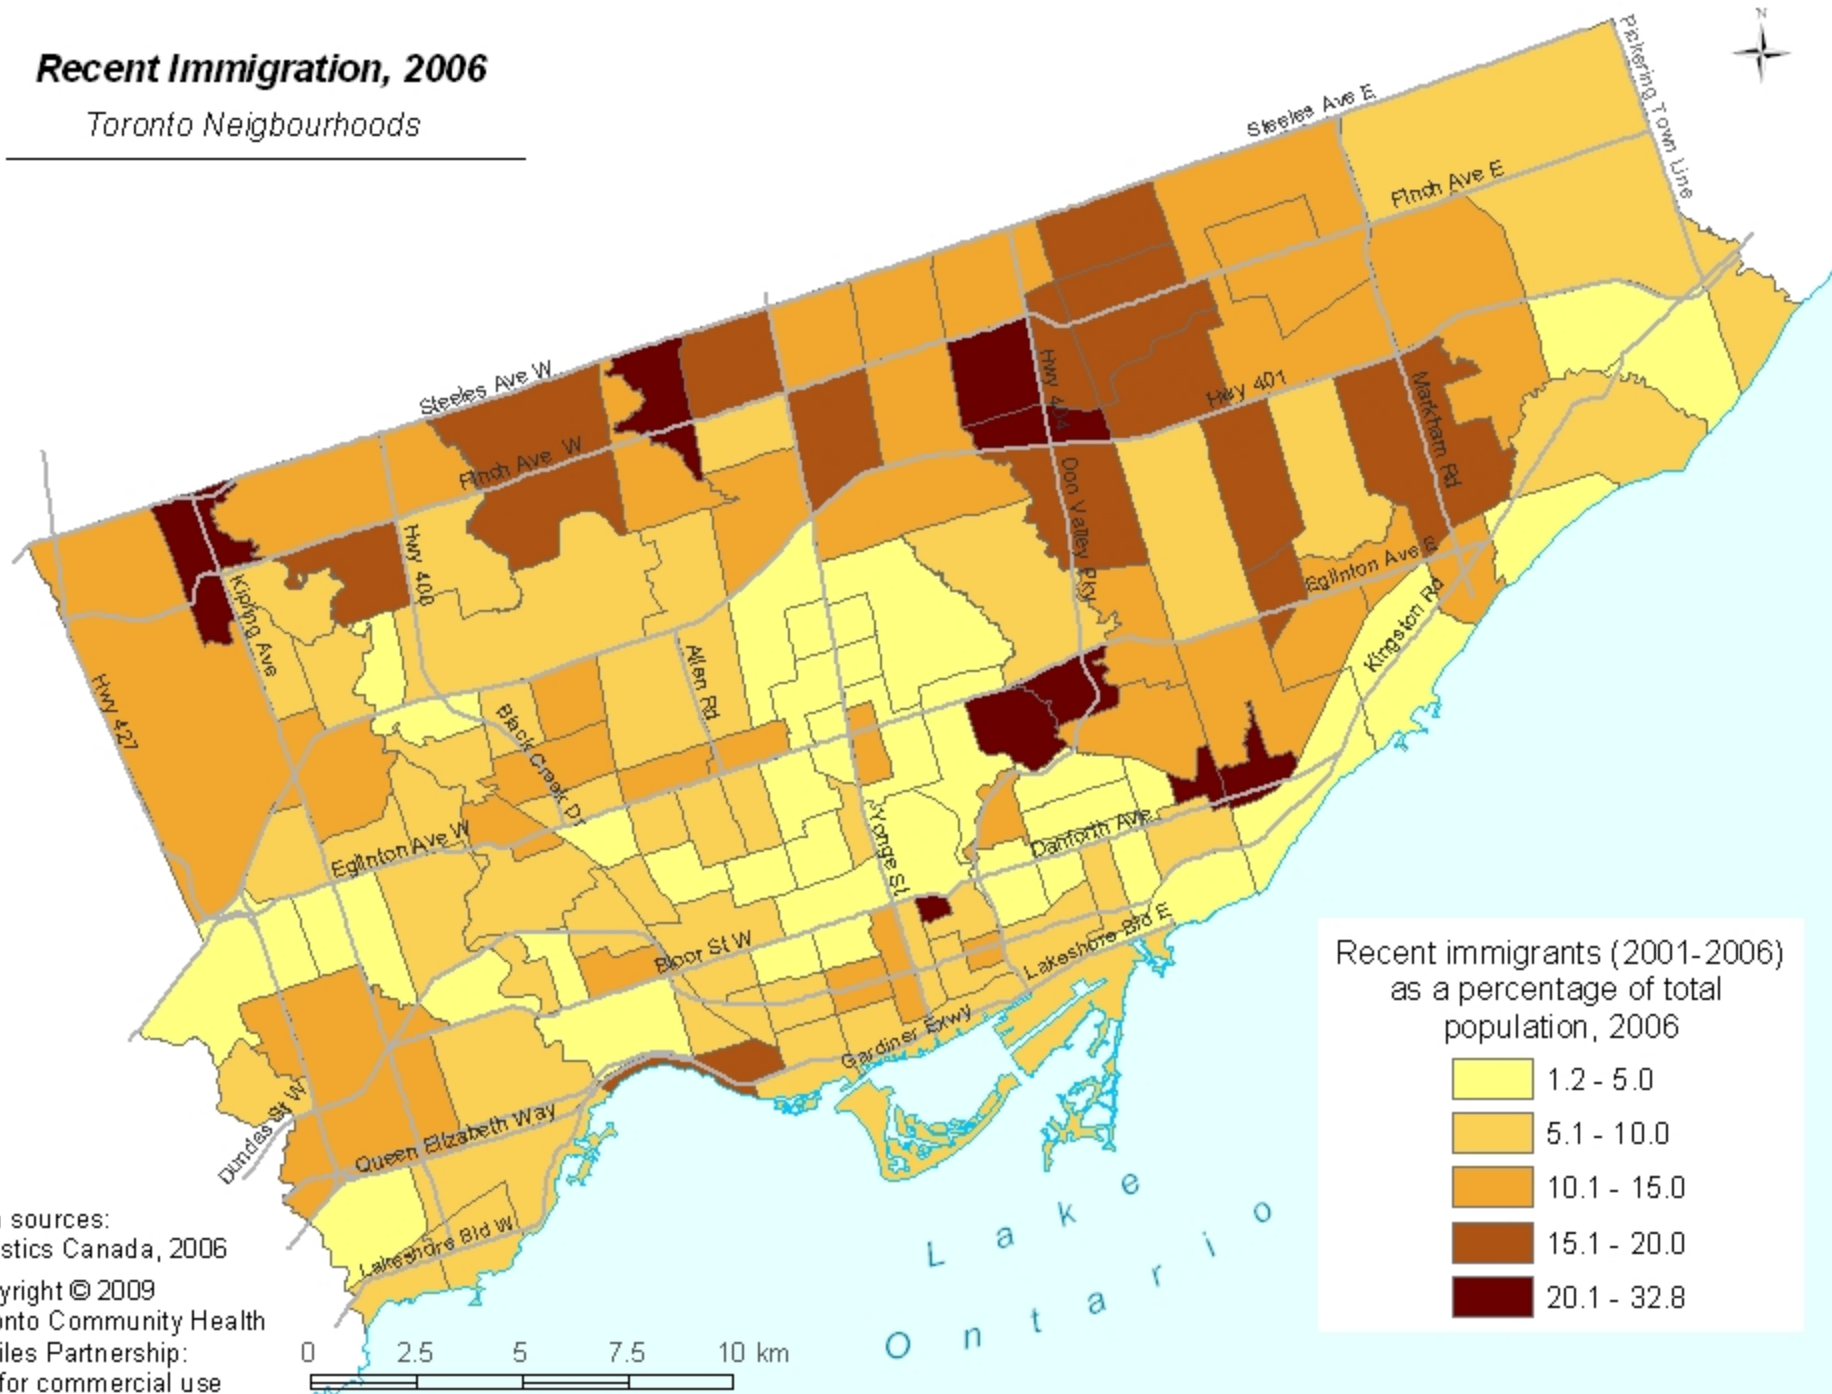 Recent Immigration, 2006
Toronto Neigbourhoods
N
Pickering Town Line
Steeles Ave E
Finch Ave E
Steeles Ave W
Finch Ave W
Hwy 401
Hwy 404
Markham Rd
Hwy 400
Kipling Ave
Don Valley Pky
Eglinton Ave E
Kingston Rd
Hwy 427
Allen Rd
Black Creek Dr
Eglinton Ave W
Yonge St
Danforth Ave
Bloor St W
Lakeshore Bld E
Gardiner Exwy
Dundas St W
Queen Elizabeth Way
Lakeshore Bld W
Lake
Ontario
Recent immigrants (2001-2006)
as a percentage of total
population, 2006
1.2 - 5.0
5.1 - 10.0
10.1 - 15.0
15.1 - 20.0
20.1 - 32.8
sources:
stics Canada, 2006
yright © 2009
onto Community Health
iles Partnership:
for commercial use
0 2.5 5 7.5 10 km